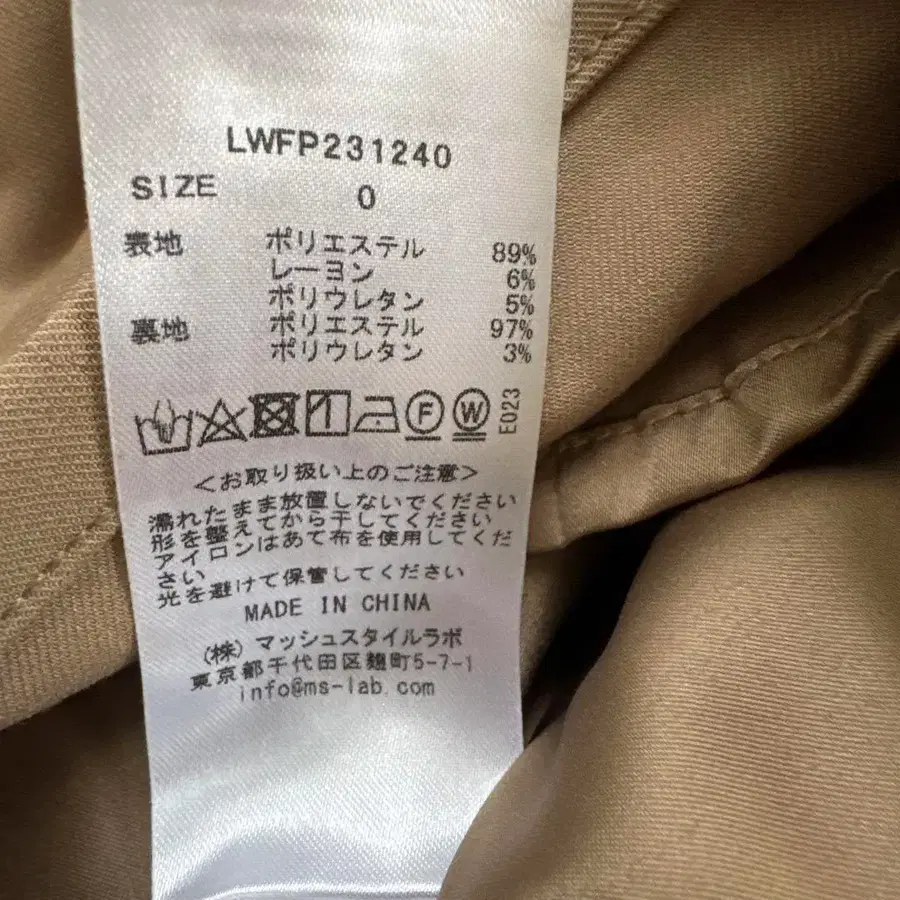 LWFP231240
SIZE 0
表地 ポリエステル 89%
レーヨン 6%
ポリウレタン 5%
裏地 ポリエステル 97%
ポリウレタン 3%
F W E023
<お取り扱い上のご注意>
濡れたまま放置しないでください
形を整えてから干してください
アイロンはあて布を使用してくだ
さい
光を避けて保管してください
MADE IN CHINA
(株)マッシュスタイルラボ
東京都千代田区麹町5-7-1
info@ms-lab.com